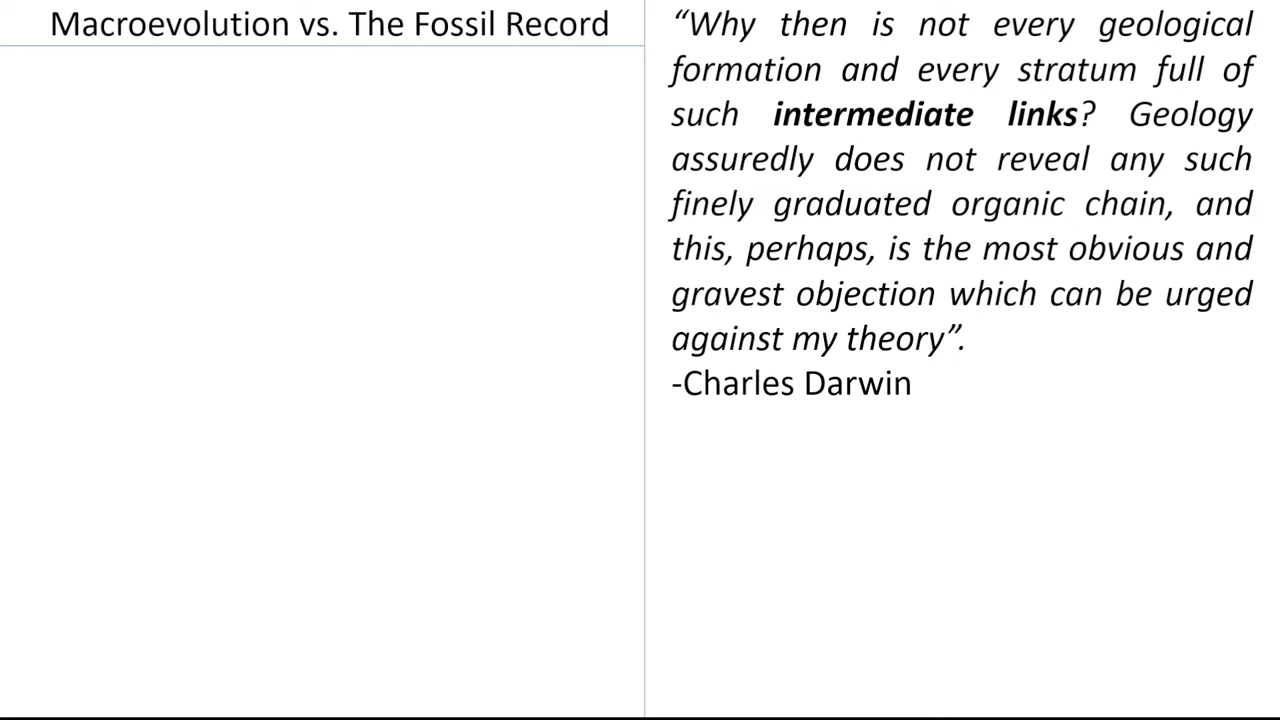 Macroevolution vs. The Fossil Record
“Why then is not every geological
formation and every stratum full of
such intermediate links? Geology
assuredly does not reveal any such
finely graduated organic chain, and
this, perhaps, is the most obvious and
gravest objection which can be urged
against my theory”.
-Charles Darwin